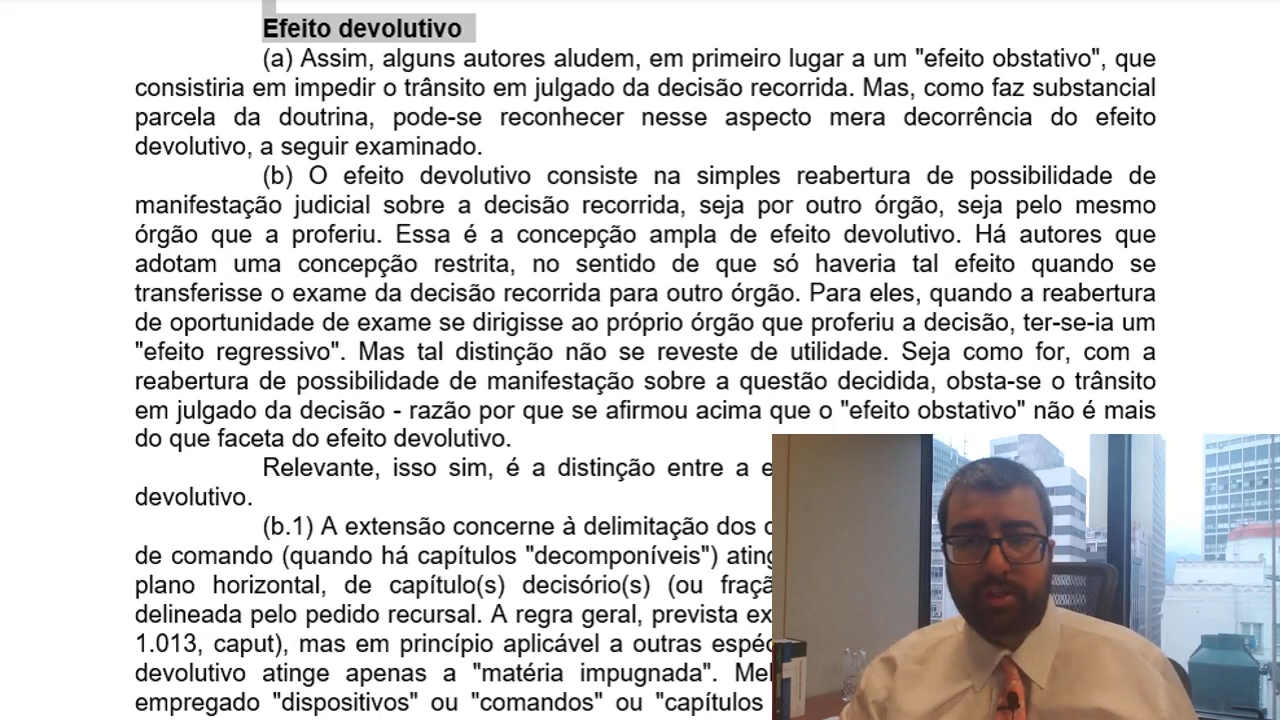 Efeito devolutivo
(a) Assim, alguns autores aludem, em primeiro lugar a um "efeito obstativo", que
consistiria em impedir o trânsito em julgado da decisão recorrida. Mas, como faz substancial
parcela da doutrina, pode-se reconhecer nesse aspecto mera decorrência do efeito
devolutivo, a seguir examinado.
(b) O efeito devolutivo consiste na simples reabertura de possibilidade de
manifestação judicial sobre a decisão recorrida, seja por outro órgão, seja pelo mesmo
órgão que a proferiu. Essa é a concepção ampla de efeito devolutivo. Há autores que
adotam uma concepção restrita, no sentido de que só haveria tal efeito quando se
transferisse o exame da decisão recorrida para outro órgão. Para eles, quando a reabertura
de oportunidade de exame se dirigisse ao próprio órgão que proferiu a decisão, ter-se-ia um
"efeito regressivo". Mas tal distinção não se reveste de utilidade. Seja como for, com a
reabertura de possibilidade de manifestação sobre a questão decidida, obsta-se o trânsito
em julgado da decisão - razão por que se afirmou acima que o "efeito obstativo" não é mais
do que faceta do efeito devolutivo.
Relevante, isso sim, é a distinção entre a
devolutivo.
(b.1) A extensão concerne à delimitação dos
de comando (quando há capítulos "decomponíveis")
plano horizontal, de capítulo(s) decisório(s) (ou
delineada pelo pedido recursal. A regra geral, prevista
1.013, caput), mas em princípio aplicável a outras
devolutivo atinge apenas a "matéria impugnada".
empregado "dispositivos" ou "comandos" ou "capítulos